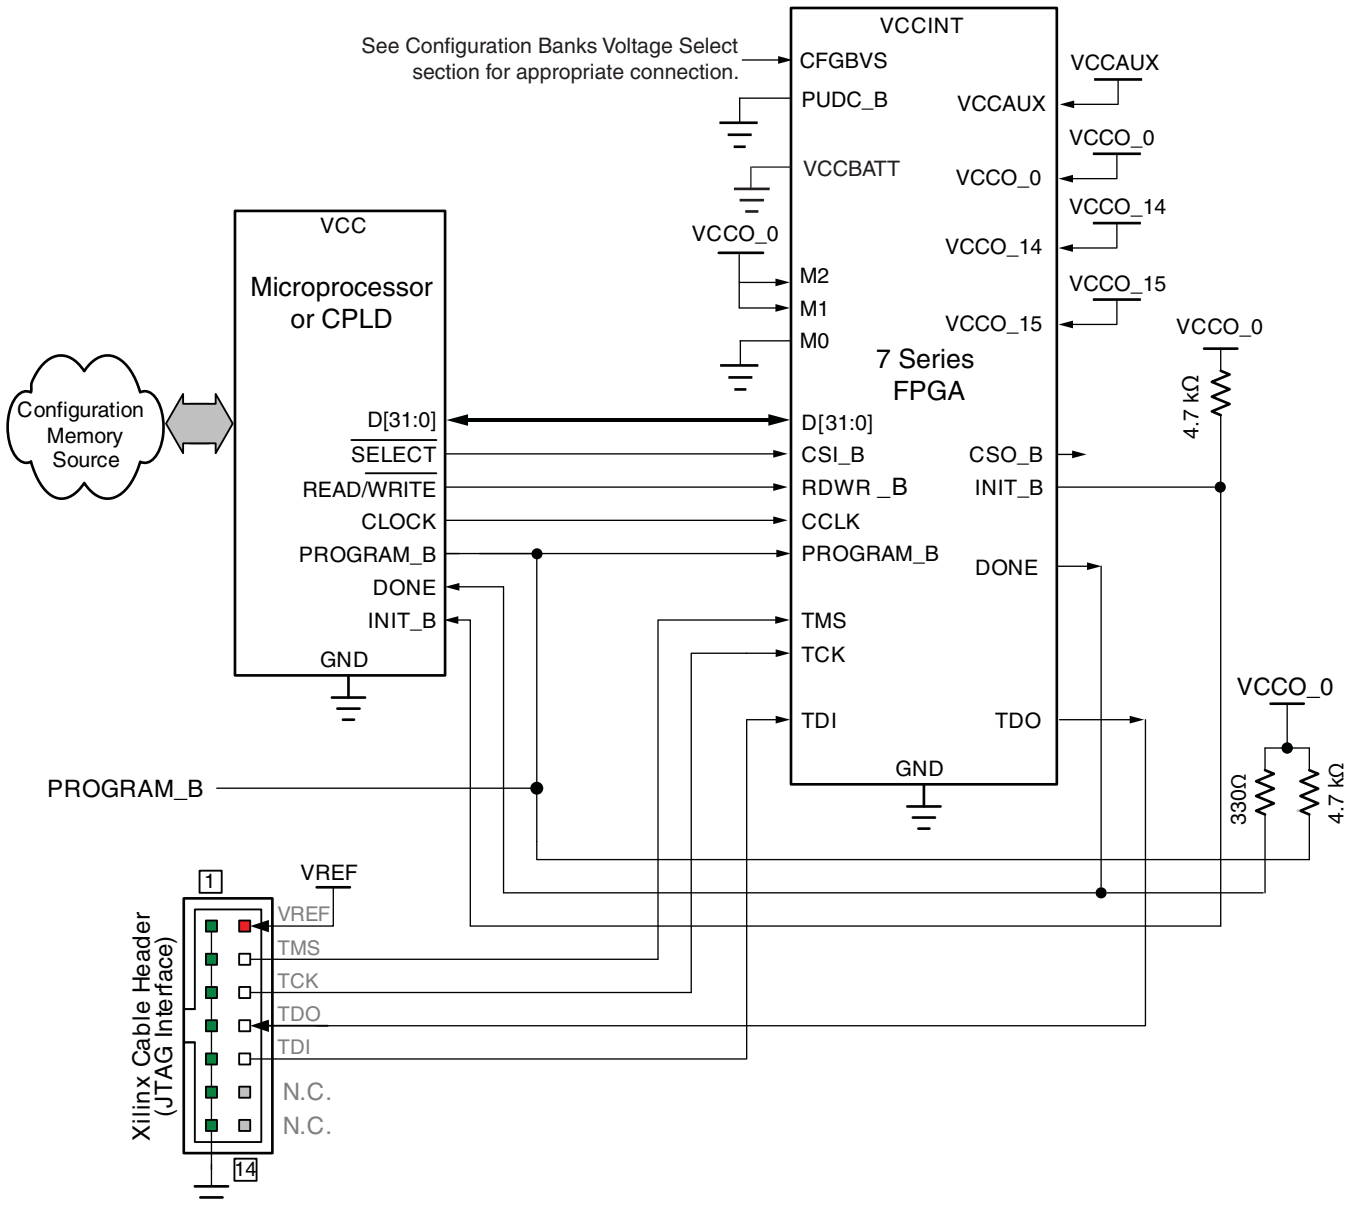 See Configuration Banks Voltage Select
section for appropriate connection.
VCCINT
CFGBVS
PUDC_B
VCCBATT
VCCO_0
M2
M1
M0
7 Series
FPGA
D[31:0]
CSI_B
RDWR _B
CCLK
PROGRAM_B
TMS
TCK
TDI
GND
VCCAUX
VCCAUX
VCCO_0
VCCO_0
VCCO_14
VCCO_14
VCCO_15
VCCO_15
CSO_B
INIT_B
DONE
TDO
VCCO_0
4.7 kΩ
VCCO_0
330Ω
4.7 kΩ
VCC
Microprocessor
or CPLD
D[31:0]
SELECT
READ/WRITE
CLOCK
PROGRAM_B
DONE
INIT_B
GND
Configuration
Memory
Source
PROGRAM_B
1
VREF
VREF
TMS
TCK
TDO
TDI
N.C.
N.C.
14
Xilinx Cable Header
(JTAG Interface)